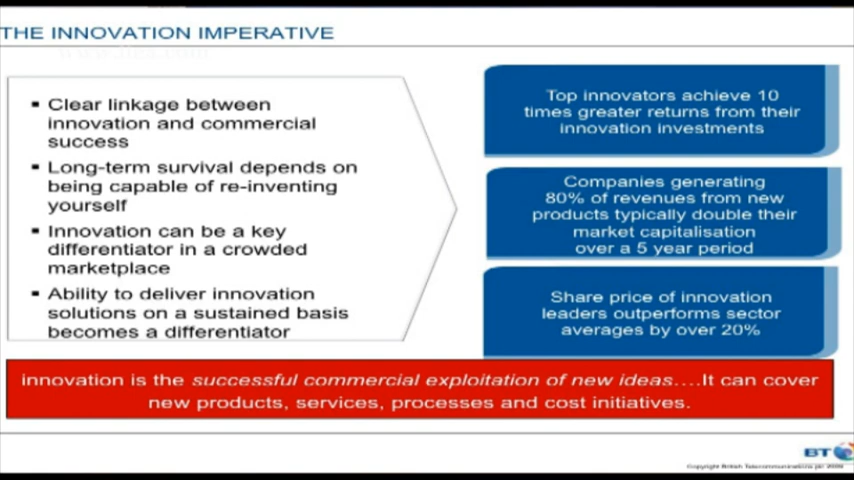 THE INNOVATION IMPERATIVE
▪ Clear linkage between
innovation and commercial
success
▪ Long-term survival depends on
being capable of re-inventing
yourself
▪ Innovation can be a key
differentiator in a crowded
marketplace
▪ Ability to deliver innovation
solutions on a sustained basis
becomes a differentiator
Top innovators achieve 10
times greater returns from their
innovation investments
Companies generating
80% of revenues from new
products typically double their
market capitalisation
over a 5 year period
Share price of innovation
leaders outperforms sector
averages by over 20%
innovation is the successful commercial exploitation of new ideas....It can cover
new products, services, processes and cost initiatives.
BT
Copyright British Telecommunications plc